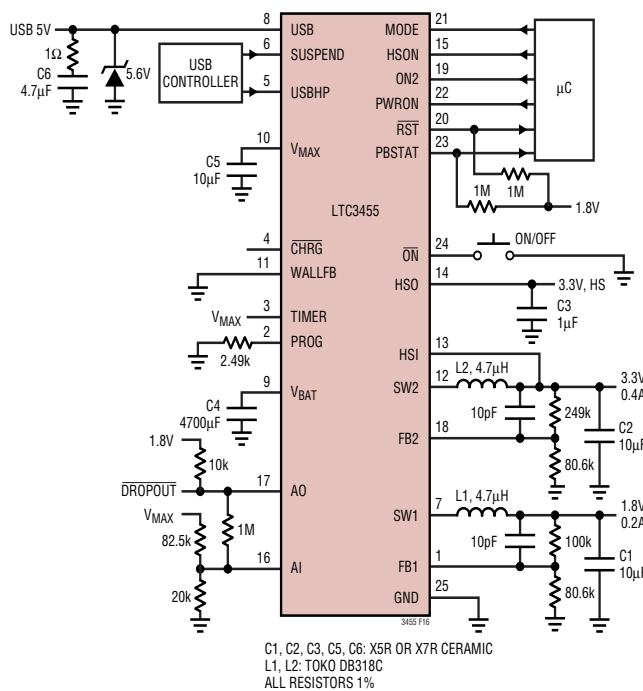 USB 5V
1Ω
C6
4.7µF
5.6V
USB
CONTROLLER
8
USB
6
SUSPEND
5
USBHP
10
VMAX
C5
10µF
4
CHRG
11
WALLFB
VMAX
3
TIMER
2
PROG
2.49k
9
VBAT
C4
4700µF
1.8V
10k
DROPOUT
17
AO
VMAX
82.5k
1M
16
AI
20k
LTC3455
MODE
21
HSON
15
ON2
19
PWRON
22
RST
20
PBSTAT
23
µC
1M
1M
1.8V
ON
24
ON/OFF
HSO
14
3.3V, HS
C3
1µF
HSI
13
SW2
12
L2, 4.7µH
3.3V
0.4A
10pF
249k
C2
10µF
FB2
18
80.6k
SW1
7
L1, 4.7µH
1.8V
0.2A
10pF
100k
C1
10µF
FB1
1
80.6k
GND
25
3455 F16
C1, C2, C3, C5, C6: X5R OR X7R CERAMIC
L1, L2: TOKO DB318C
ALL RESISTORS 1%